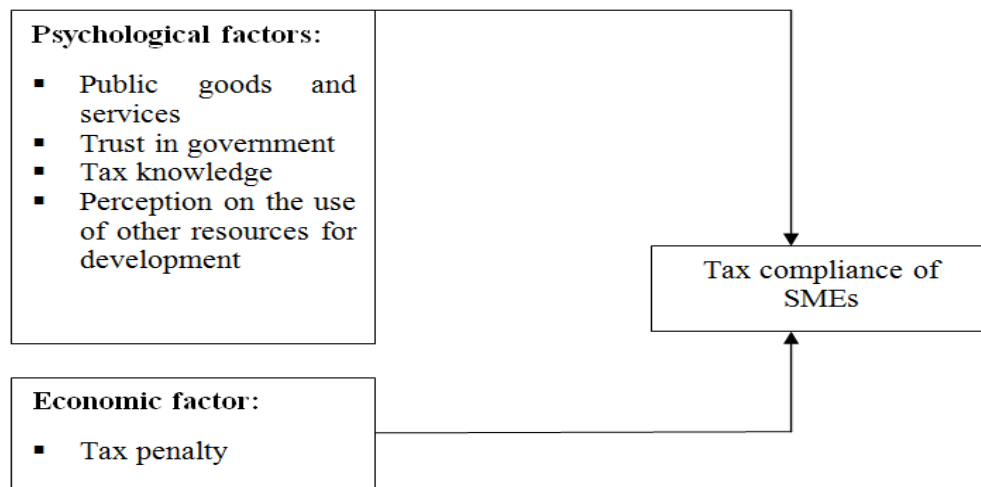 Psychological factors:
▪ Public goods and
services
▪ Trust in government
▪ Tax knowledge
▪ Perception on the use
of other resources for
development
Tax compliance of
SMEs
Economic factor:
▪ Tax penalty